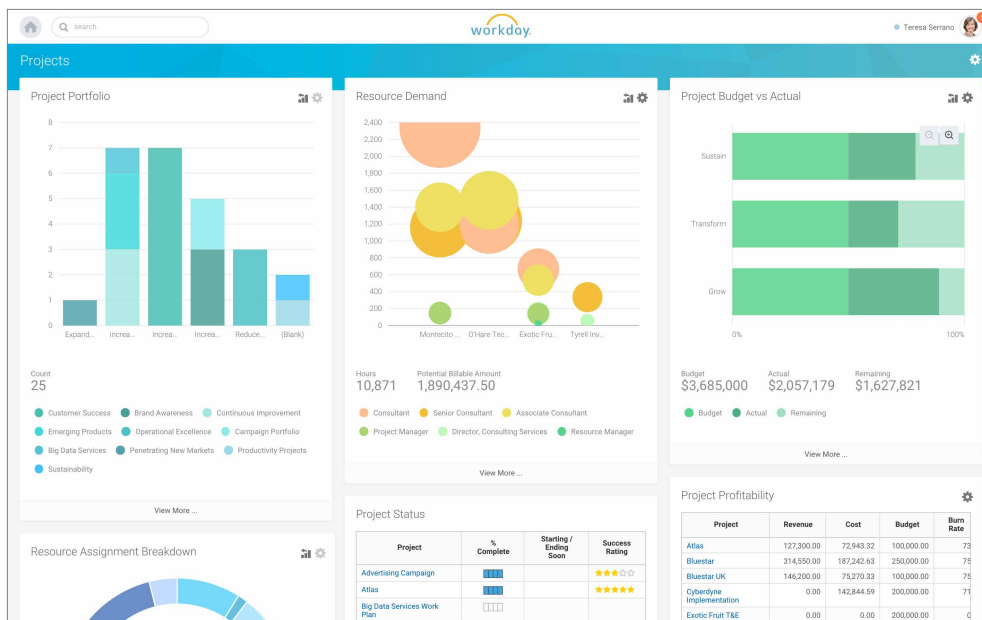 search
workday.
Teresa Serrano
Projects
Project Portfolio
8
7
6
5
4
3
2
1
0
Expand...
Increa...
Increa...
Increa...
Reduce...
(Blank)
Count
25
Customer Success
Brand Awareness
Continuous Improvement
Emerging Products
Operational Excellence
Campaign Portfolio
Big Data Services
Penetrating New Markets
Productivity Projects
Sustainability
View More ...
Resource Demand
2,400
2,200
2,000
1,800
1,600
1,400
1,200
1,000
800
600
400
200
0
Montecito ...
O'Hare Tec...
Exotic Fru...
Tyrell Inv...
Hours
10,871
Potential Billable Amount
1,890,437.50
Consultant
Senior Consultant
Associate Consultant
Project Manager
Director, Consulting Services
Resource Manager
View More ...
Project Budget vs Actual
Sustain
Transform
Grow
0%
100%
Budget
$3,685,000
Actual
$2,057,179
Remaining
$1,627,821
Budget
Actual
Remaining
View More ...
Resource Assignment Breakdown
Project Status
Project
%
Complete
Starting /
Ending
Soon
Success
Rating
Advertising Campaign
Atlas
Big Data Services Work
Plan
Project Profitability
Project
Revenue
Cost
Budget
Burn
Rate
Atlas 127,300.00 72,943.32 100,000.00 73
Bluestar 314,550.00 187,242.63 250,000.00 75
Bluestar UK 146,200.00 75,270.33 100,000.00 75
Cyberdyne
Implementation
0.00 142,844.59 200,000.00 71
Exotic Fruit T&E 0.00 0.00 200,000.00 0